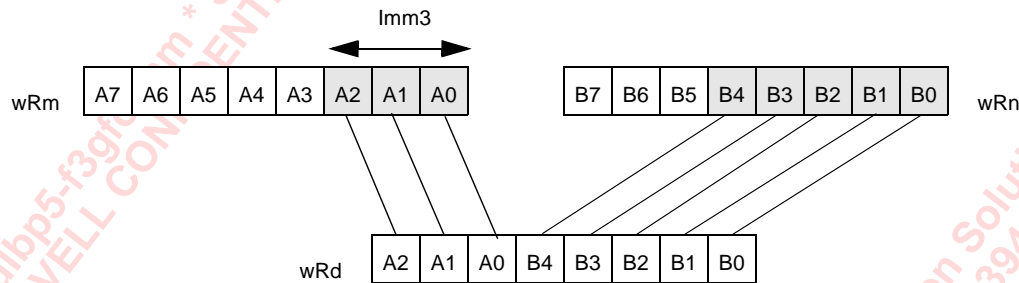 Imm3
wRm A7 A6 A5 A4 A3 A2 A1 A0 B7 B6 B5 B4 B3 B2 B1 B0 wRn
wRd A2 A1 A0 B4 B3 B2 B1 B0